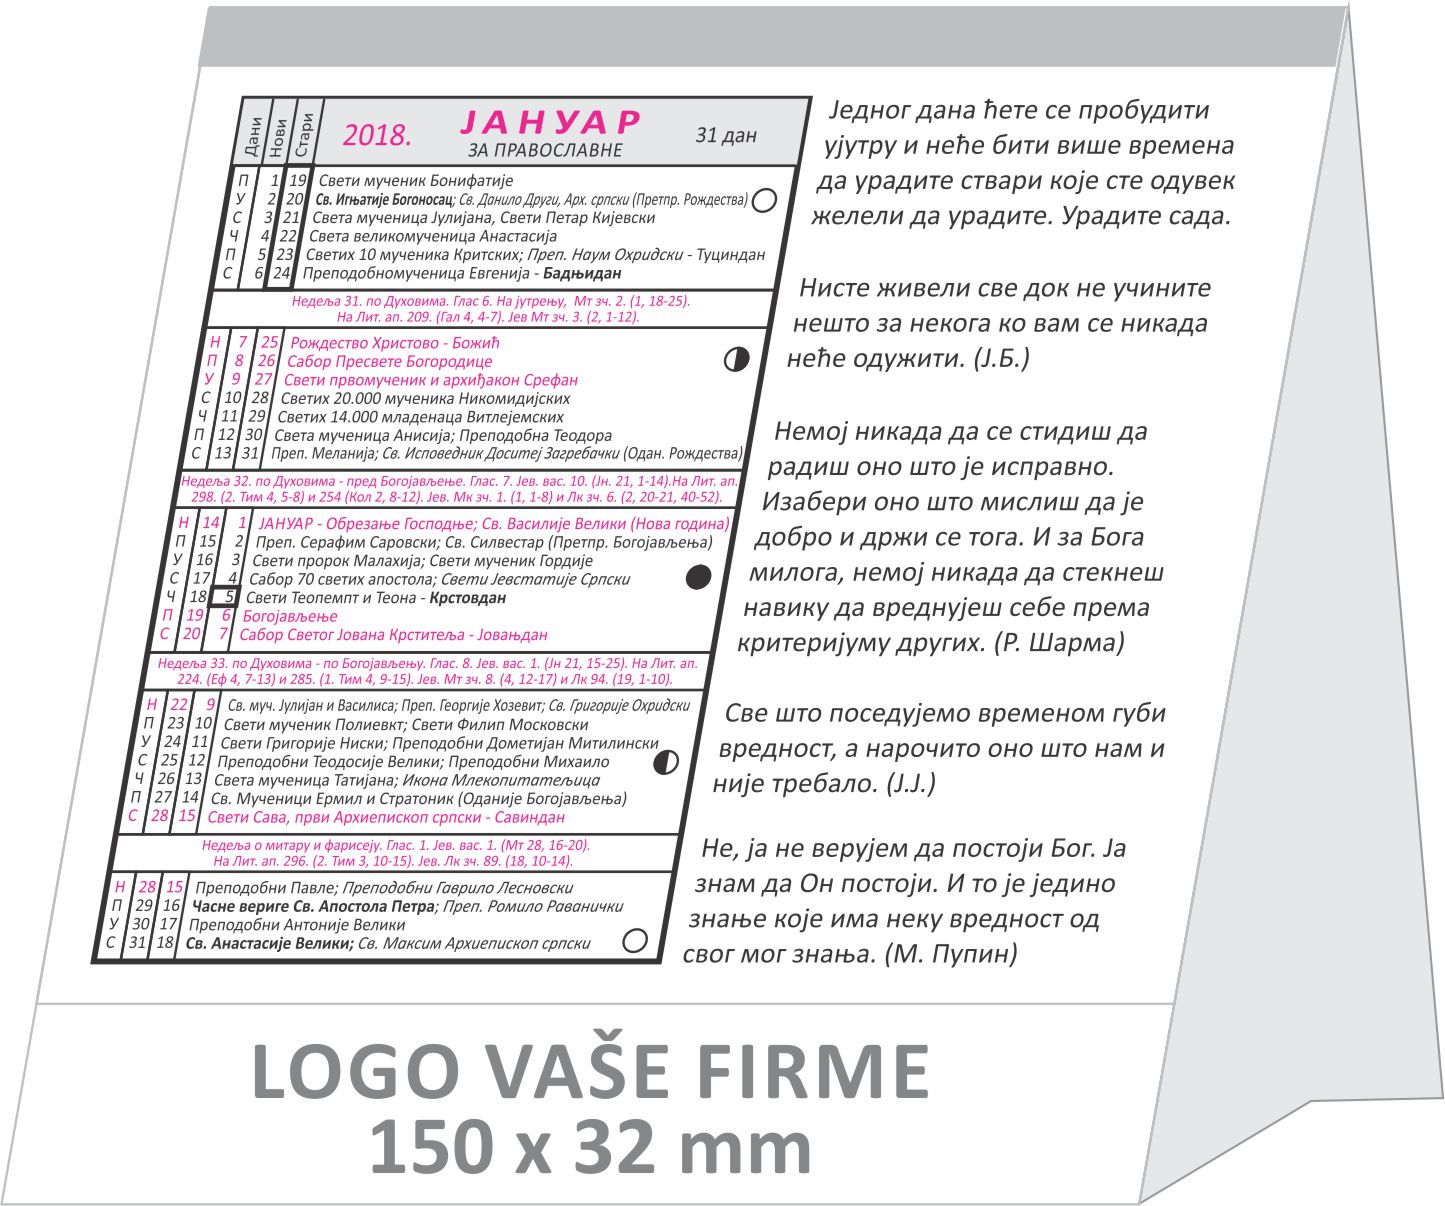 Дани Нови Стари 2018. ЈАНУАР 31 дан
ЗА ПРАВОСЛАВНЕ
П 1 19 Свети мученик Бонифатије
У 2 20 Св. Игњатије Богоносац; Св. Данило Други, Арх. српски (Претпр. Рождества)
С 3 21 Света мученица Јулијана, Свети Петар Кијевски
Ч 4 22 Света великомученица Анастасија
П 5 23 Светих 10 мученика Критских; Преп. Наум Охридски - Туциндан
С 6 24 Преподобномученица Евгенија - Бадњидан
Недеља 31. по Духовима. Глас 6. На јутрењу, Мт зч. 2. (1, 18-25).
На Лит. ап. 209. (Гал 4, 4-7). Јев Мт зч. 3. (2, 1-12).
Н 7 25 Рождество Христово - Божић
П 8 26 Сабор Пресвете Богородице
У 9 27 Свети првомученик и архиђакон Срефан
С 10 28 Светих 20.000 мученика Никомидијских
Ч 11 29 Светих 14.000 младенаца Витлејемских
П 12 30 Света мученица Анисија; Преподобна Теодора
С 13 31 Преп. Меланија; Св. Исповедник Доситеј Загребачки (Одан. Рождества)
Недеља 32. по Духовима - пред Богојављење. Глас. 7. Јев. вас. 10. (Јн. 21, 1-14).На Лит. ап.
298. (2. Тим 4, 5-8) и 254 (Кол 2, 8-12). Јев. Мк зч. 1. (1, 1-8) и Лк зч. 6. (2, 20-21, 40-52).
Н 14 1 ЈАНУАР - Обрезање Господње; Св. Василије Велики (Нова година)
П 15 2 Преп. Серафим Саровски; Св. Силвестар (Претпр. Богојављења)
У 16 3 Свети пророк Малахија; Свети мученик Гордије
С 17 4 Сабор 70 светих апостола; Свети Јевстатије Српски
Ч 18 5 Свети Теопемпт и Теона - Крстовдан
П 19 6 Богојављење
С 20 7 Сабор Светог Јована Крститеља - Јовањдан
Недеља 33. по Духовима - по Богојављењу. Глас. 8. Јев. вас. 1. (Јн 21, 15-25). На Лит. ап.
224. (Еф 4, 7-13) и 285. (1. Тим 4, 9-15). Јев. Мт зч. 8. (4, 12-17) и Лк 94. (19, 1-10).
Н 22 9 Св. муч. Јулијан и Василиса; Преп. Георгије Хозевит; Св. Григорије Охридски
П 23 10 Свети мученик Полиевкт; Свети Филип Московски
У 24 11 Свети Григорије Ниски; Преподобни Дометијан Митилински
С 25 12 Преподобни Теодосије Велики; Преподобни Михаило
Ч 26 13 Света мученица Татијана; Икона Млекопитатељица
П 27 14 Св. Мученици Ермил и Стратоник (Оданије Богојављења)
С 28 15 Свети Сава, први Архиепископ српски - Савиндан
Недеља о митару и фарисеју. Глас. 1. Јев. вас. 1. (Мт 28, 16-20).
На Лит. ап. 296. (2. Тим 3, 10-15). Јев. Лк зч. 89. (18, 10-14).
Н 28 15 Преподобни Павле; Преподобни Гаврило Лесновски
П 29 16 Часне вериге Св. Апостола Петра; Преп. Ромило Раванички
У 30 17 Преподобни Антоније Велики
С 31 18 Св. Анастасије Велики; Св. Максим Архиепископ српски
Једног дана ћете се пробудити
ујутру и неће бити више времена
да урадите ствари које сте одувек
желели да урадите. Урадите сада.
Нисте живели све док не учините
нешто за некога ко вам се никада
неће одужити. (Ј.Б.)
Немој никада да се стидиш да
радиш оно што је исправно.
Изабери оно што мислиш да је
добро и држи се тога. И за Бога
милога, немој никада да стекнеш
навику да вреднујеш себе према
критеријуму других. (Р. Шарма)
Све што поседујемо временом губи
вредност, а нарочито оно што нам и
није требало. (Ј.Ј.)
Не, ја не верујем да постоји Бог. Ја
знам да Он постоји. И то је једино
знање које има неку вредност од
свог мог знања. (М. Пупин)
LOGO VAŠE FIRME
150 x 32 mm